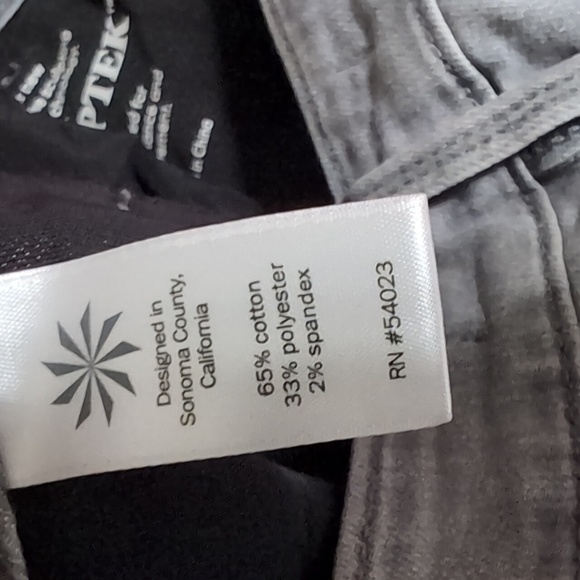 PTEK
Designed in
Sonoma County,
California
65% cotton
33% polyester
2% spandex
RN #54023